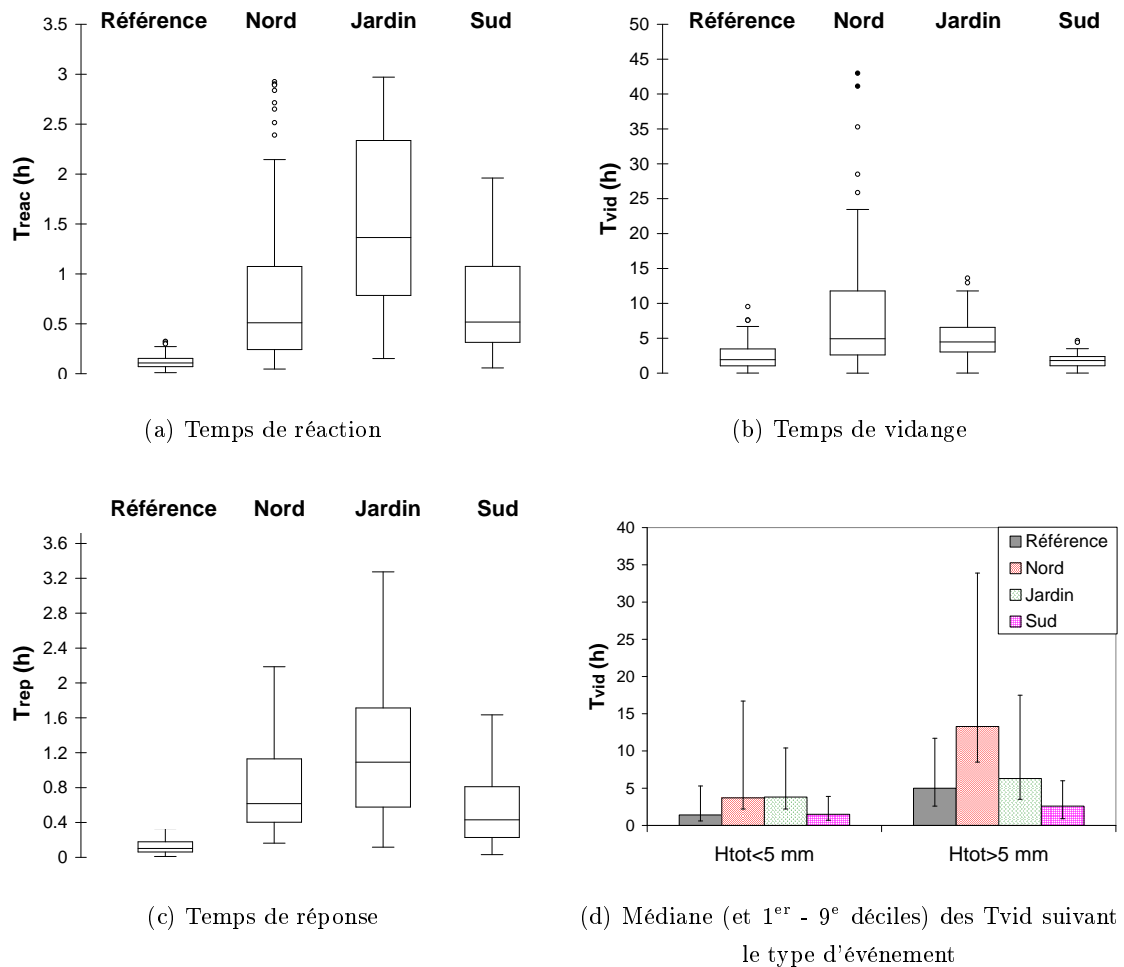 Référence Nord Jardin Sud
3.5
3
2.5
2
1.5
1
0.5
0
Treac (h)
(a) Temps de réaction
Référence Nord Jardin Sud
50
45
40
35
30
25
20
15
10
5
0
Tvid (h)
(b) Temps de vidange
Référence Nord Jardin Sud
3.6
3.2
2.8
2.4
2
1.6
1.2
0.8
0.4
0
Trep (h)
(c) Temps de réponse
40
35
30
25
20
15
10
5
0
Tvid (h)
Référence
Nord
Jardin
Sud
Htot<5 mm Htot>5 mm
(d) Médiane (et 1er - 9e déciles) des Tvid suivant
le type d'événement